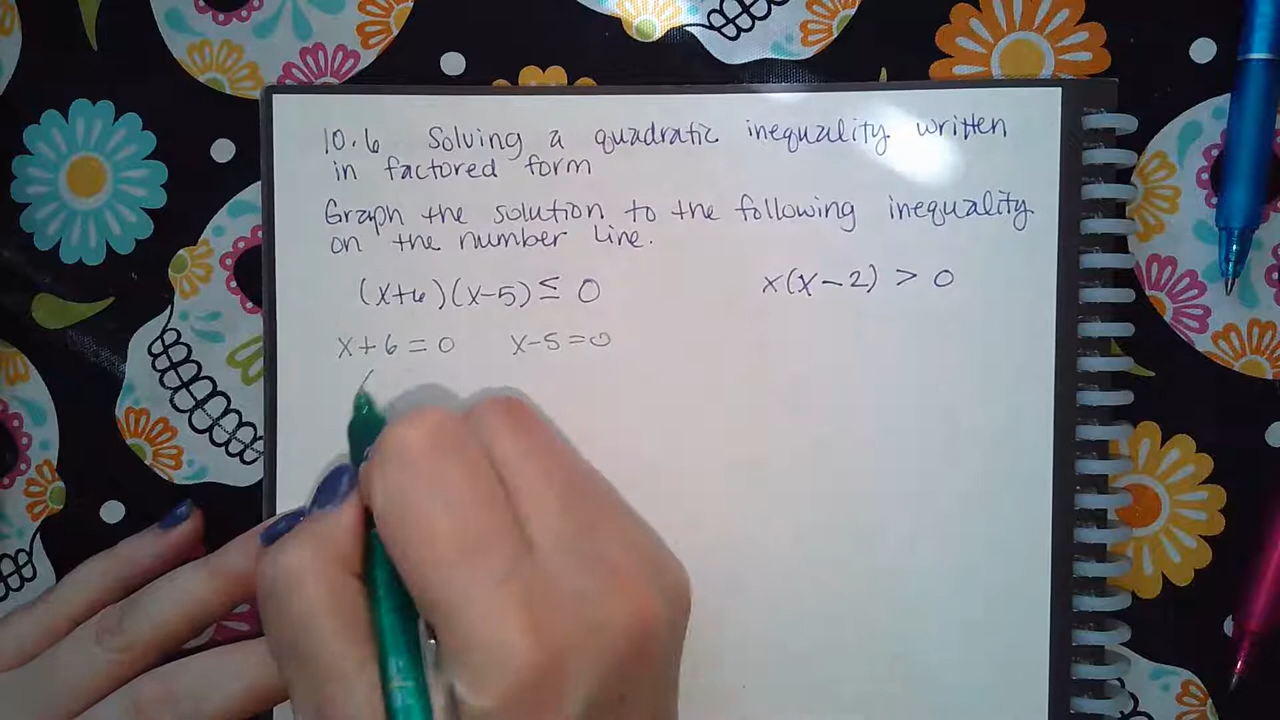 10.6 Solving a quadratic inequality written
in factored form
Graph the solution to the following inequality
on the number line.
(x+6)(x-5) ≤ 0
x(x-2) > 0
x+6=0 x-5=0